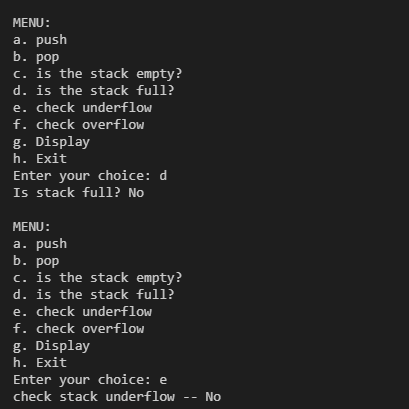 MENU:
a. push
b. pop
c. is the stack empty?
d. is the stack full?
e. check underflow
f. check overflow
g. Display
h. Exit
Enter your choice: d
Is stack full? No
MENU:
a. push
b. pop
c. is the stack empty?
d. is the stack full?
e. check underflow
f. check overflow
g. Display
h. Exit
Enter your choice: e
check stack underflow -- No